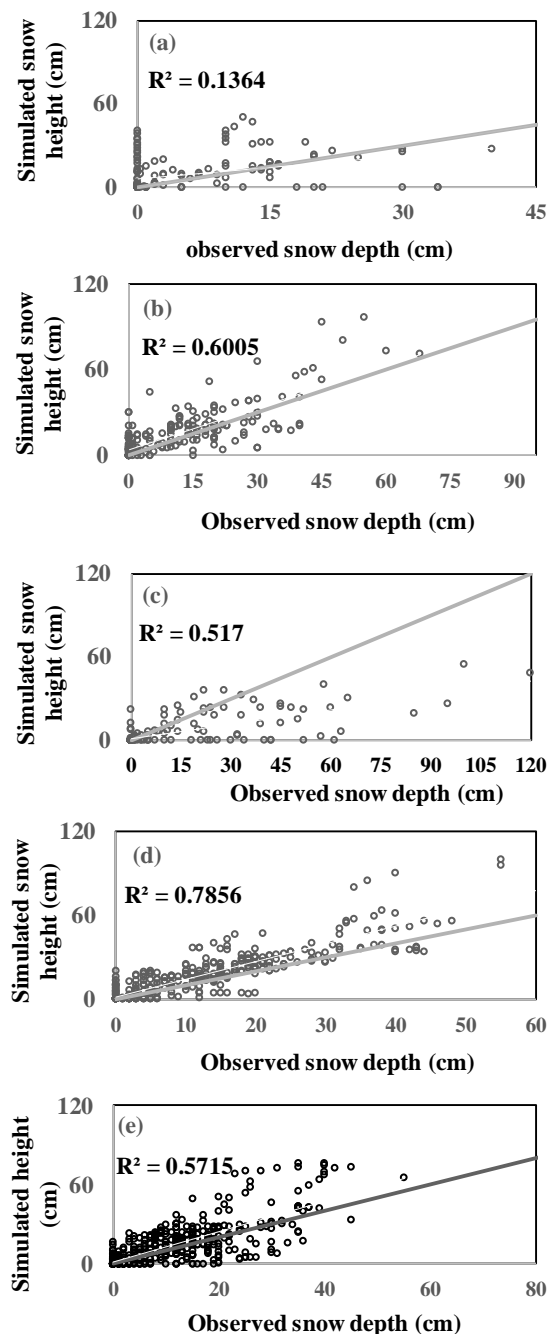 120
(a)
R² = 0.1364
60
0
0 15 30 45
Simulated snow
height (cm)
observed snow depth (cm)
120
(b)
R² = 0.6005
60
0
0 15 30 45 60 75 90
Simulated snow
height (cm)
Observed snow depth (cm)
120
(c)
R² = 0.517
60
0
0 15 30 45 60 75 90 105 120
Simulated snow
height (cm)
Observed snow depth (cm)
120
(d)
R² = 0.7856
60
0
0 10 20 30 40 50 60
Simulated snow
height (cm)
Observed snow depth (cm)
120
(e)
R² = 0.5715
60
0
0 20 40 60 80
Simulated height
(cm)
Observed snow depth (cm)